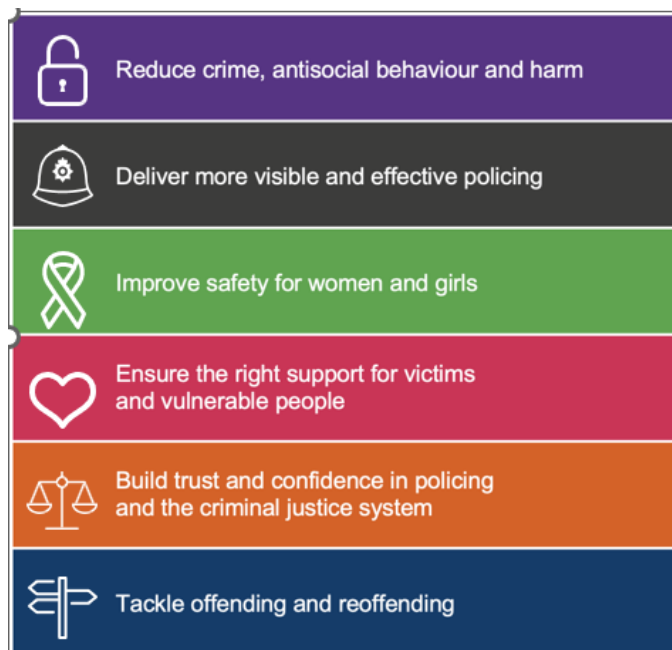 Reduce crime, antisocial behaviour and harm
Deliver more visible and effective policing
Improve safety for women and girls
Ensure the right support for victims
and vulnerable people
Build trust and confidence in policing
and the criminal justice system
Tackle offending and reoffending